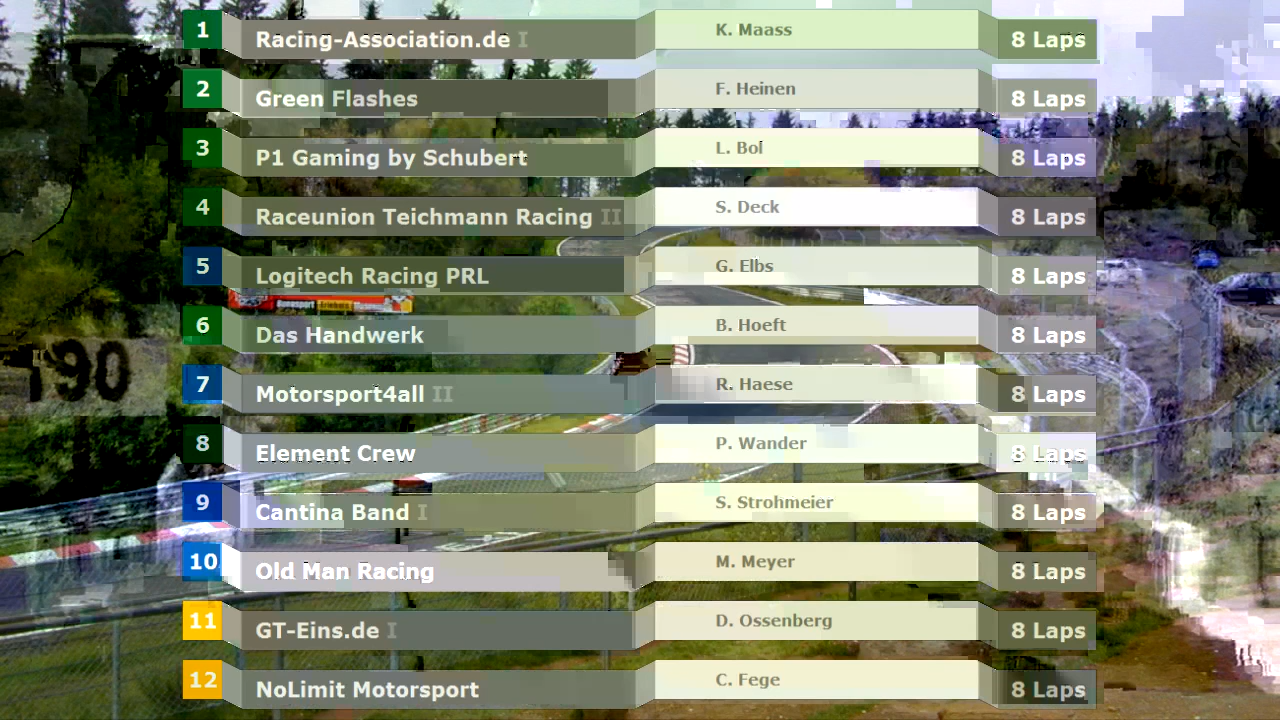 1 Racing-Association.de I K. Maass 8 Laps
2 Green Flashes F. Heinen 8 Laps
3 P1 Gaming by Schubert L. Bol 8 Laps
4 Raceunion Teichmann Racing II S. Deck 8 Laps
5 Logitech Racing PRL G. Elbs 8 Laps
6 Das Handwerk B. Hoeft 8 Laps
190
7 Motorsport4all II R. Haese 8 Laps
8 Element Crew P. Wander 8 Laps
9 Cantina Band I S. Strohmeier 8 Laps
10 Old Man Racing M. Meyer 8 Laps
11 GT-Eins.de I D. Ossenberg 8 Laps
12 NoLimit Motorsport C. Fege 8 Laps